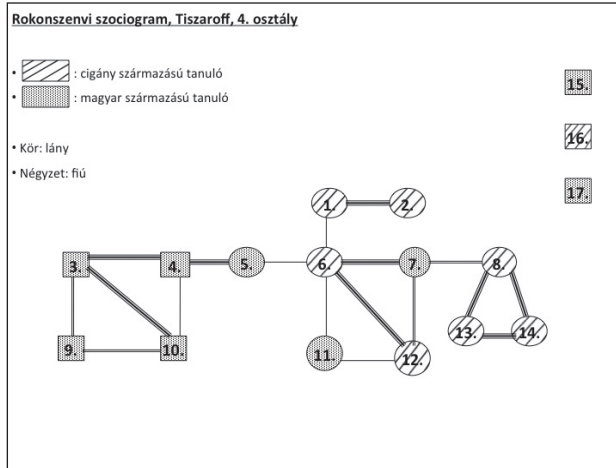 Rokonszenvi szociogram, Tiszaroff, 4. osztály
• : cigány származású tanuló
• : magyar származású tanuló
• Kör: lány
• Négyzet: fiú
15.
16.
17.
1. 2.
3. 4. 5. 6. 7. 8.
9. 10. 11. 12. 13. 14.